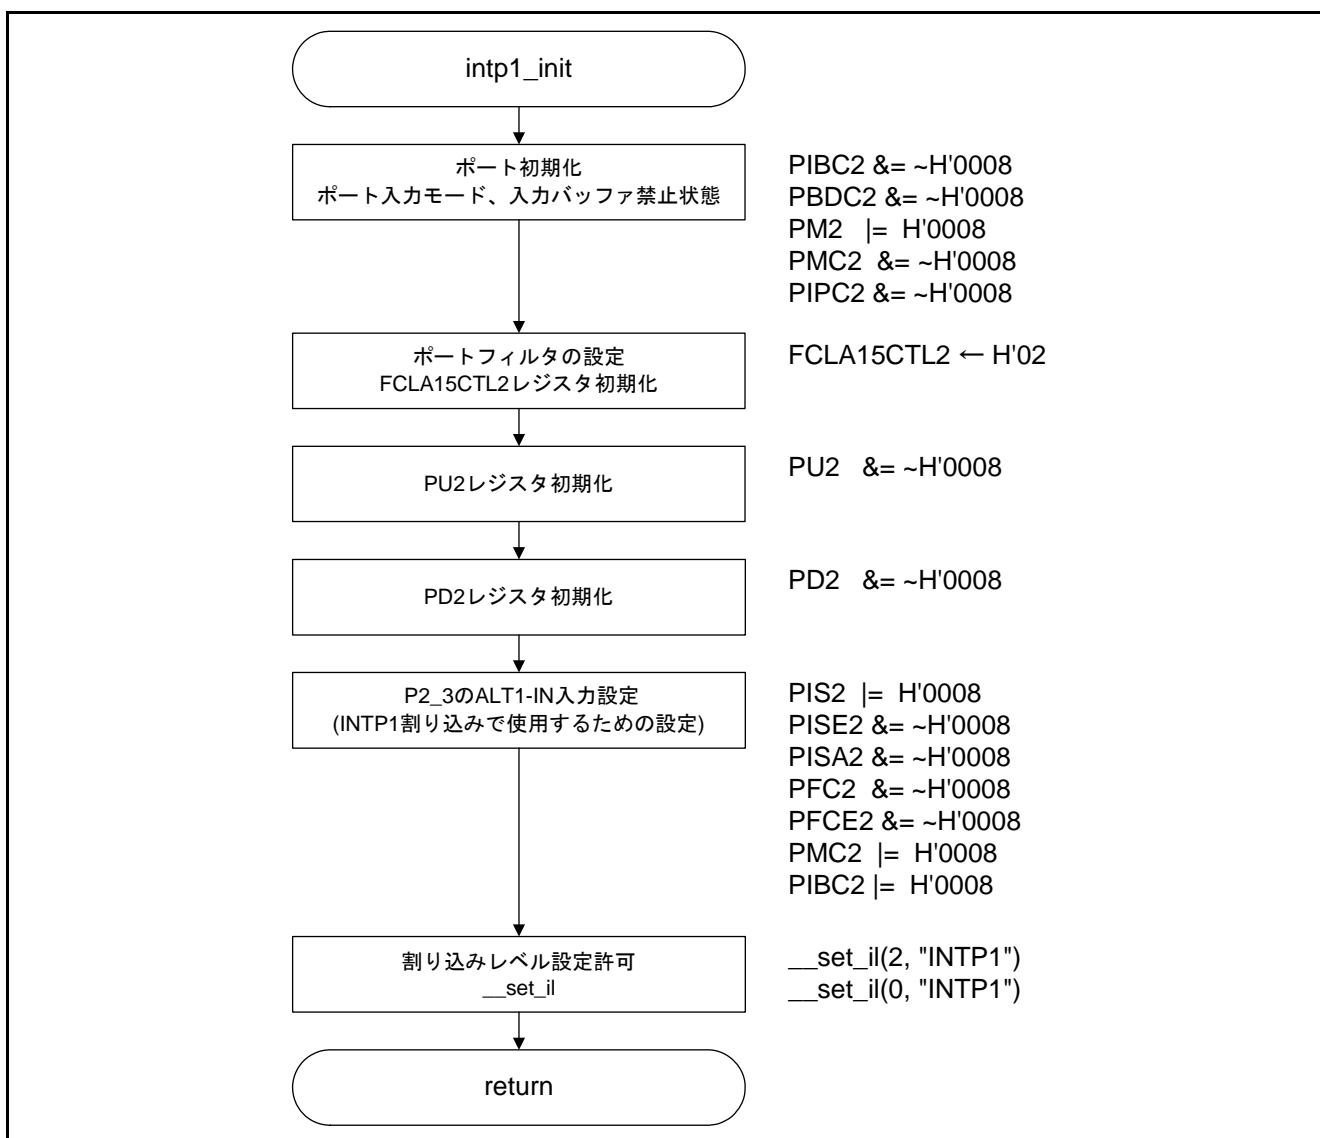 intp1_init
ポート初期化
ポート入力モード、入力バッファ禁止状態
PIBC2 &= ~H'0008
PBDC2 &= ~H'0008
PM2 |= H'0008
PMC2 &= ~H'0008
PIPC2 &= ~H'0008
ポートフィルタの設定
FCLA15CTL2レジスタ初期化
FCLA15CTL2 ← H'02
PU2レジスタ初期化
PU2 &= ~H'0008
PD2レジスタ初期化
PD2 &= ~H'0008
P2_3のALT1-IN入力設定
(INTP1割り込みで使用するための設定)
PIS2 |= H'0008
PISE2 &= ~H'0008
PISA2 &= ~H'0008
PFC2 &= ~H'0008
PFCE2 &= ~H'0008
PMC2 |= H'0008
PIBC2 |= H'0008
割り込みレベル設定許可
__set_il
__set_il(2, "INTP1")
__set_il(0, "INTP1")
return